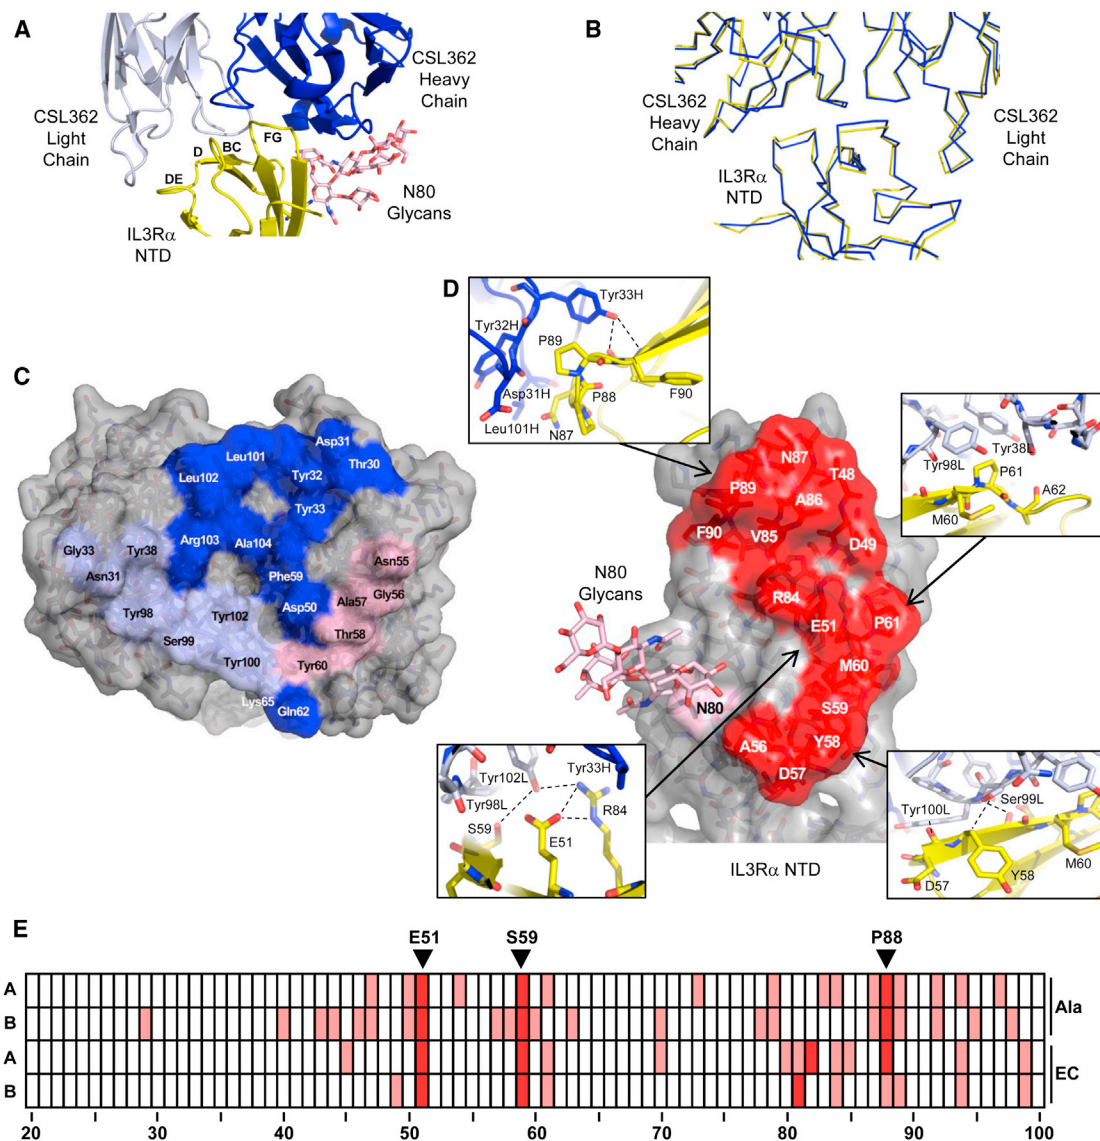 A
CSL362
Light
Chain
CSL362
Heavy
Chain
D
BC
FG
DE
N80
Glycans
IL3Rα
NTD
B
CSL362
Heavy
Chain
CSL362
Light
Chain
IL3Rα
NTD
C
Asp31
Leu101
Thr30
Leu102
Tyr32
Tyr33
Arg103
Ala104
Gly33
Tyr38
Asn55
Asn31
Phe59
Gly56
Ala57
Asp50
Tyr98
Tyr102
Thr58
Ser99
Tyr100
Tyr60
Lys65
Gln62
D
Tyr33H
Tyr32H
P89
Asp31H
P88
F90
Leu101H
N87
Tyr38L
Tyr98L
P61
A62
M60
N87
T48
P89
A86
F90
V85
D49
N80
Glycans
R84
E51
P61
M60
N80
S59
A56
Y58
D57
Tyr102L
Tyr33H
Tyr98L
R84
S59
E51
Ser99L
Tyr100L
M60
D57
Y58
IL3Rα NTD
E
E51
S59
P88
A
B
Ala
A
B
EC
20 30 40 50 60 70 80 90 100